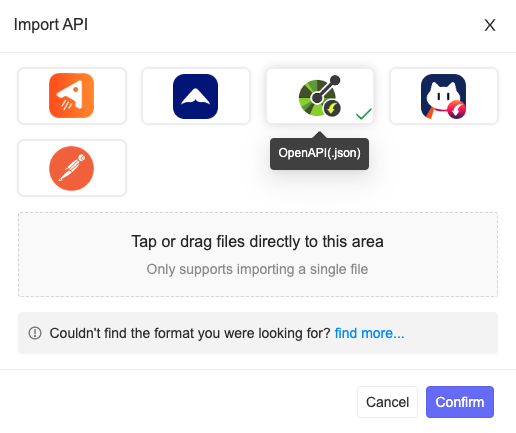 Import API
X
OpenAPI(.json)
Tap or drag files directly to this area
Only supports importing a single file
Couldn't find the format you were looking for? find more...
Cancel Confirm